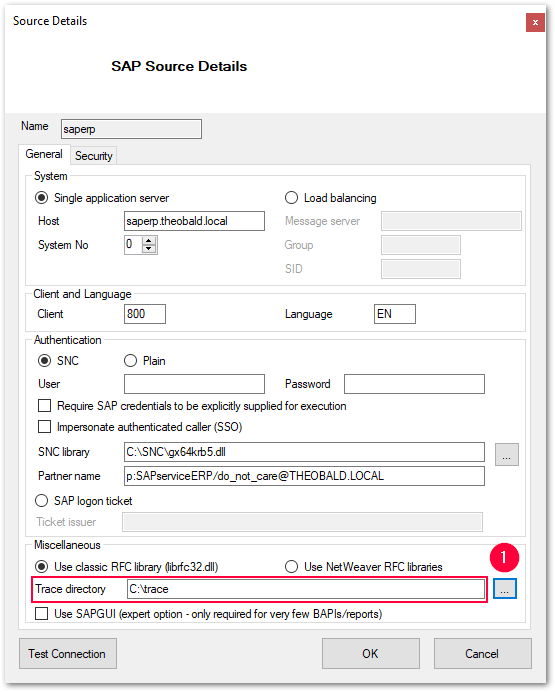 Source Details
x
SAP Source Details
Name saperp
General Security
System
Single application server Load balancing
Host saperp.theobald.local Message server
System No 0 Group
SID
Client and Language
Client 800 Language EN
Authentication
SNC Plain
User Password
Require SAP credentials to be explicitly supplied for execution
Impersonate authenticated caller (SSO)
SNC library C:\SNC\gx64krb5.dll ...
Partner name p:SAPserviceERP/do_not_care@THEOBALD.LOCAL
SAP logon ticket
Ticket issuer
Miscellaneous
1
Use classic RFC library (librfc32.dll) Use NetWeaver RFC libraries
Trace directory C:\trace ...
Use SAPGUI (expert option - only required for very few BAPIs/reports)
Test Connection OK Cancel